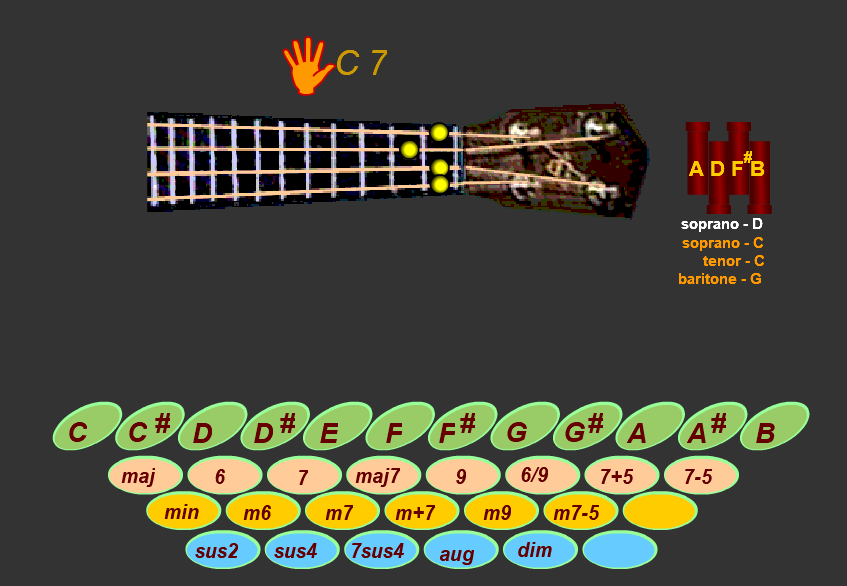 C 7
A D F# B
soprano - D
soprano - C
tenor - C
baritone - G
C C# D D# E F F# G G# A A# B
maj 6 7 maj7 9 6/9 7+5 7-5
min m6 m7 m+7 m9 m7-5
sus2 sus4 7sus4 aug dim